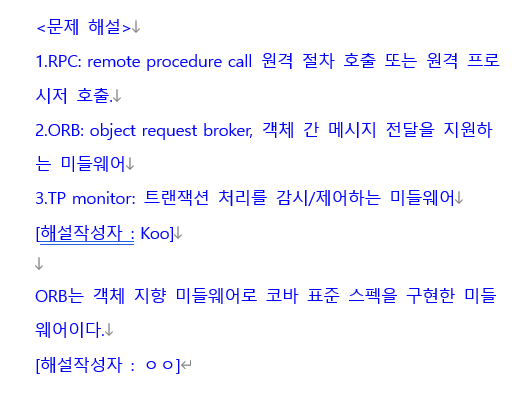 <문제 해설>↓
1.RPC: remote procedure call 원격 절차 호출 또는 원격 프로
시저 호출.↓
2.ORB: object request broker, 객체 간 메시지 전달을 지원하
는 미들웨어↓
3.TP monitor: 트랜잭션 처리를 감시/제어하는 미들웨어↓
[해설작성자 : Koo]↓
↓
ORB는 객체 지향 미들웨어로 코바 표준 스펙을 구현한 미들
웨어이다.↓
[해설작성자 : ㅇㅇ]↵